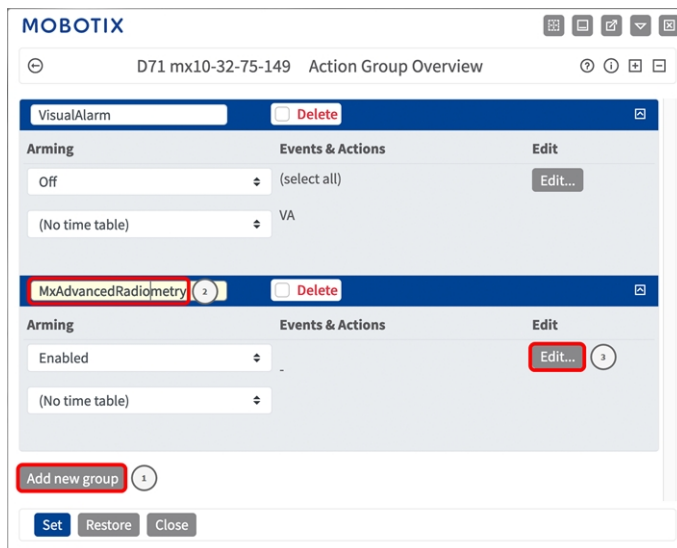 MOBOTIX
D71 mx10-32-75-149 Action Group Overview
VisualAlarm
Delete
Arming Events & Actions Edit
Off (select all) Edit...
(No time table) VA
MxAdvancedRadiometry 2 Delete
Arming Events & Actions Edit
Enabled - Edit... 3
(No time table)
Add new group 1
Set Restore Close